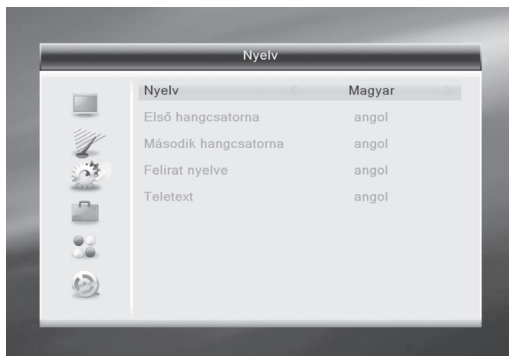 Nyelv
Nyelv Magyar
Első hangcsatorna angol
Második hangcsatorna angol
Felirat nyelve angol
Teletext angol